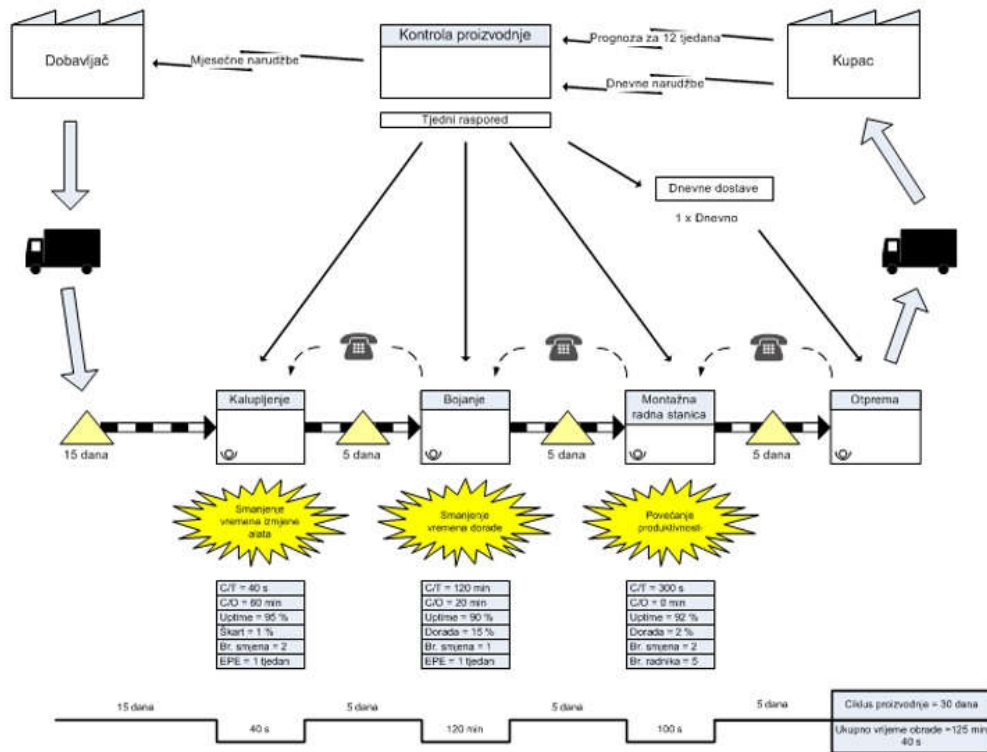 Dobavljač
Mjesečne narudžbe
Kontrola proizvodnje
Prognoza za 12 tjedana
Dnevne narudžbe
Kupac
Tjedni raspored
Dnevne dostave
1 x Dnevno
Kalupljenje
Bojanje
Montažna
radna stanica
Otprema
15 dana
5 dana
5 dana
5 dana
Smanjenje
vremena izmjene
alata
Smanjenje
vremena dorade
Povećanje
produktivnosti
C/T = 40 s
C/O = 60 min
Uptime = 95 %
Škart = 1 %
Br. smjena = 2
EPE = 1 tjedan
C/T = 120 min
C/O = 20 min
Uptime = 90 %
Dorada = 15 %
Br. smjena = 1
EPE = 1 tjedan
C/T = 300 s
C/O = 0 min
Uptime = 92 %
Dorada = 2 %
Br. smjena = 2
Br. radnika = 5
15 dana
40 s
5 dana
120 min
5 dana
100 s
5 dana
Ciklus proizvodnje = 30 dana
Ukupno vrijeme obrade =125 min
40 s